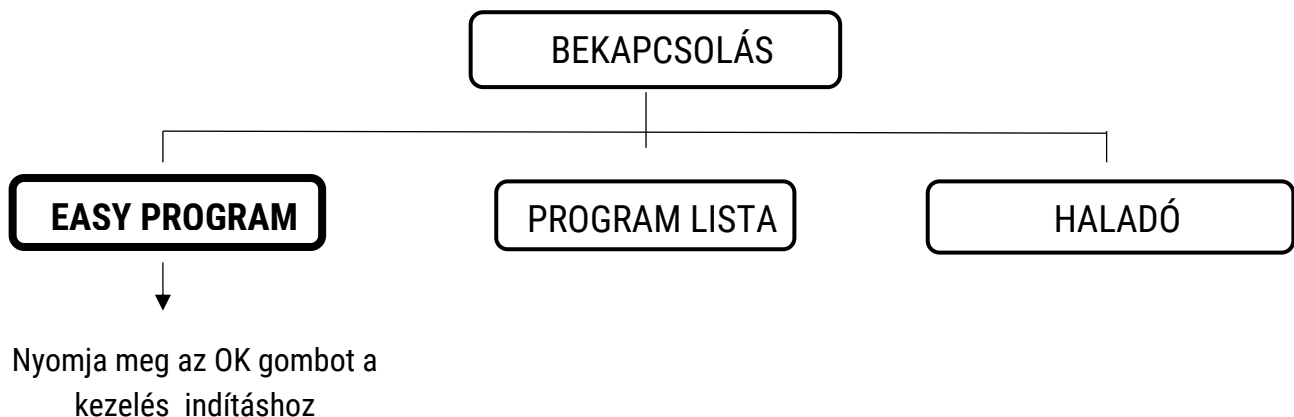 BEKAPCSOLÁS
EASY PROGRAM
PROGRAM LISTA
HALADÓ
Nyomja meg az OK gombot a
kezelés indításhoz